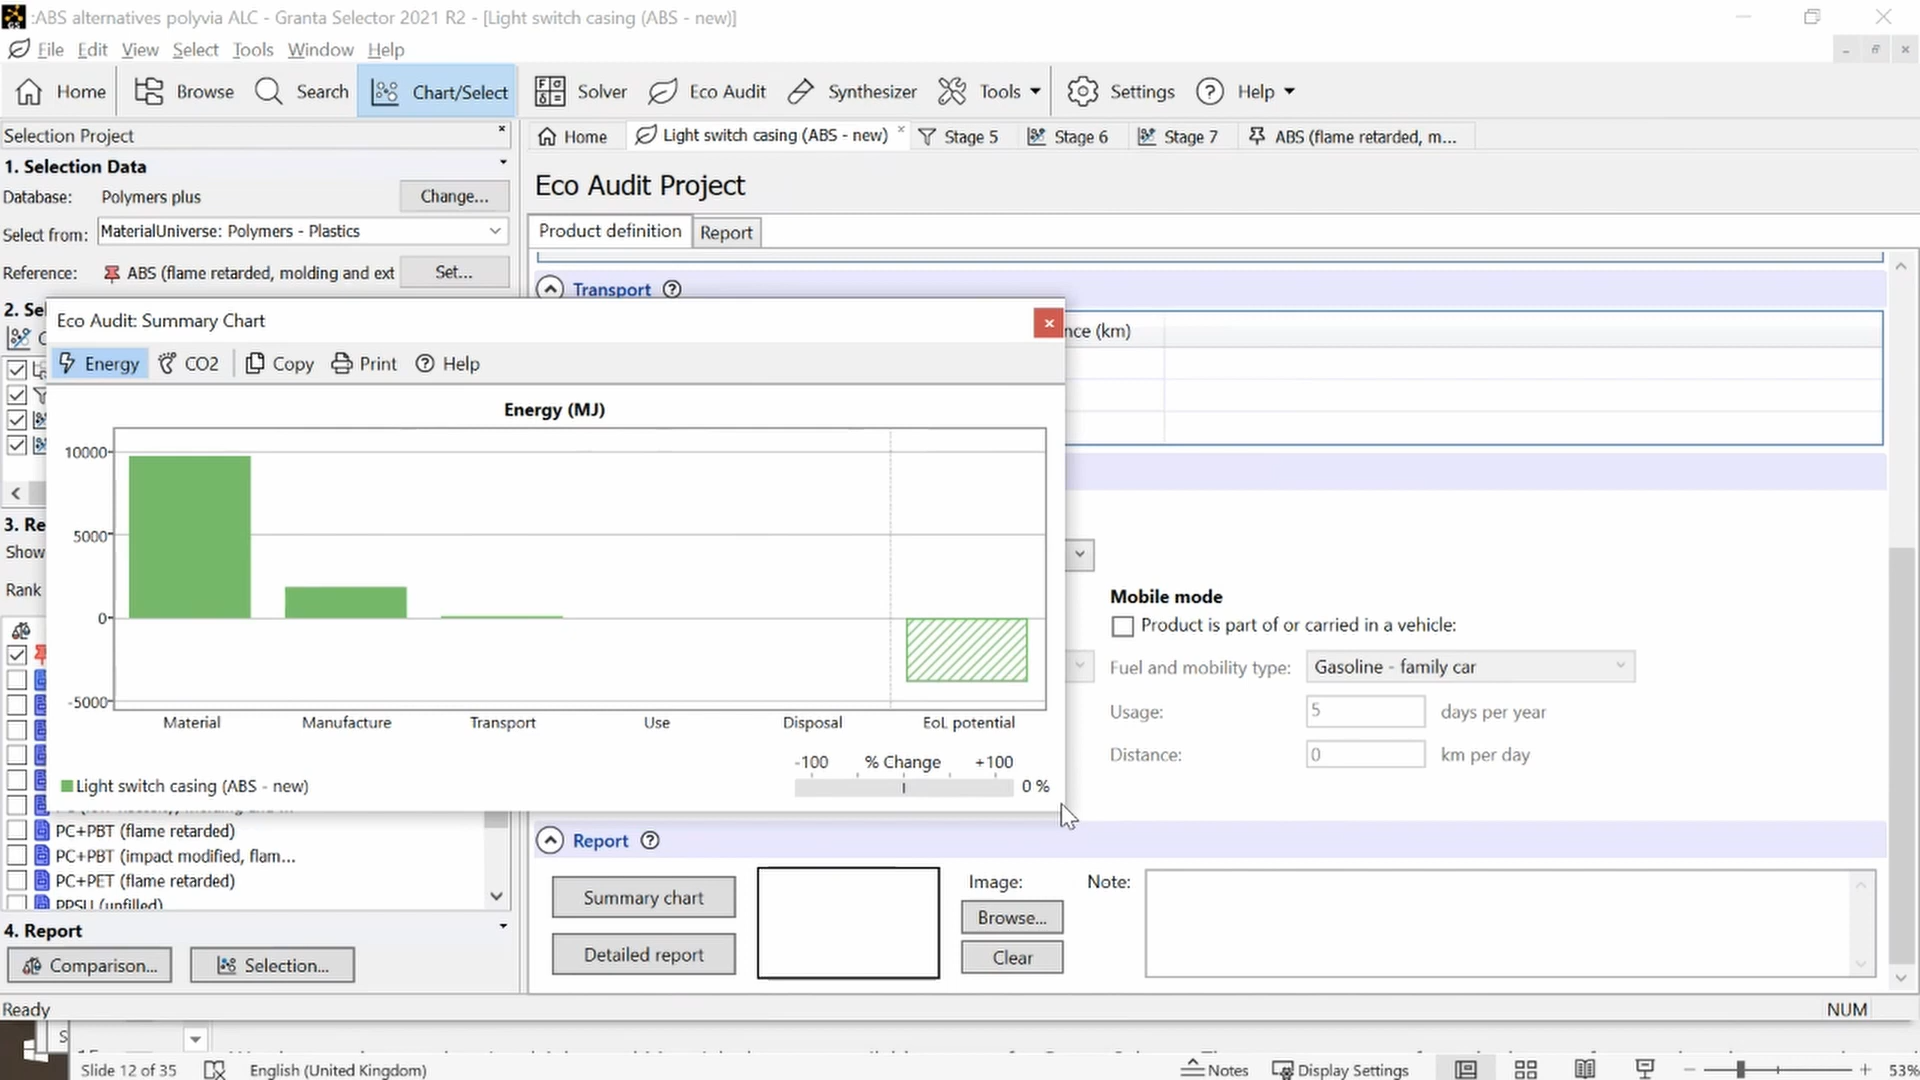 :ABS alternatives polyvia ALC - Granta Selector 2021 R2 - [Light switch casing (ABS - new)]
File Edit View Select Tools Window Help
Home Browse Search Chart/Select Solver Eco Audit Synthesizer Tools Settings Help
Selection Project
Home Light switch casing (ABS - new) Stage 5 Stage 6 Stage 7 ABS (flame retarded, m...
1. Selection Data
Database: Polymers plus Change...
Select from: MaterialUniverse: Polymers - Plastics
Reference: ABS (flame retarded, molding and ext Set...
Eco Audit Project
Product definition Report
Transport
nce (km)
2. Se
Eco Audit: Summary Chart
Energy CO2 Copy Print Help
Energy (MJ)
10000
5000
0
-5000
Material Manufacture Transport Use Disposal EoL potential
-100 % Change +100
0 %
Light switch casing (ABS - new)
3. Re
Show
Rank
Mobile mode
Product is part of or carried in a vehicle:
Fuel and mobility type: Gasoline - family car
Usage: 5 days per year
Distance: 0 km per day
PC+PBT (flame retarded)
PC+PBT (impact modified, flam...
PC+PET (flame retarded)
PPSU (unfilled)
4. Report
Comparison... Selection...
Report
Summary chart
Detailed report
Image:
Browse...
Clear
Note:
Ready NUM
Slide 12 of 35 English (United Kingdom) Notes Display Settings 53%